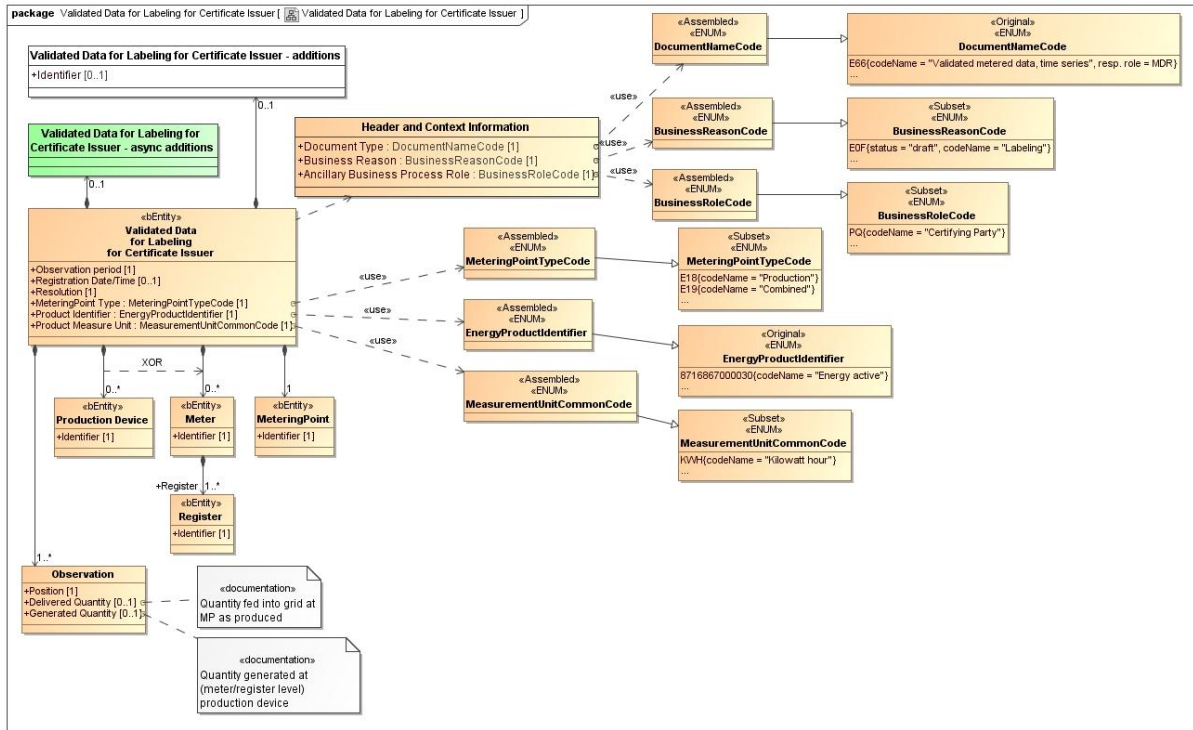 package Validated Data for Labeling for Certificate Issuer [ Validated Data for Labeling for Certificate Issuer ]
Validated Data for Labeling for Certificate Issuer - additions
+Identifier [0..1]
0..1
Validated Data for Labeling for
Certificate Issuer - async additions
0..1
«bEntity»
Validated Data
for Labeling
for Certificate Issuer
+Observation period [1]
+Registration Date/Time [0..1]
+Resolution [1]
+MeteringPoint Type : MeteringPointTypeCode [1]
+Product Identifier : EnergyProductIdentifier [1]
+Product Measure Unit : MeasurementUnitCommonCode [1]
Header and Context Information
+Document Type : DocumentNameCode [1]
+Business Reason : BusinessReasonCode [1]
+Ancillary Business Process Role : BusinessRoleCode [1]
«use»
«use»
«use»
«Assembled»
«ENUM»
DocumentNameCode
«Original»
«ENUM»
DocumentNameCode
E66{codeName = "Validated metered data, time series", resp. role = MDR}
...
«Assembled»
«ENUM»
BusinessReasonCode
«Subset»
«ENUM»
BusinessReasonCode
E0F{status = "draft", codeName = "Labeling"}
...
«Assembled»
«ENUM»
BusinessRoleCode
«Subset»
«ENUM»
BusinessRoleCode
PQ{codeName = "Certifying Party"}
...
«use»
«use»
«use»
«Assembled»
«ENUM»
MeteringPointTypeCode
«Subset»
«ENUM»
MeteringPointTypeCode
E18{codeName = "Production"}
E19{codeName = "Combined"}
...
«Assembled»
«ENUM»
EnergyProductIdentifier
«Original»
«ENUM»
EnergyProductIdentifier
8716867000030{codeName = "Energy active"}
...
«Assembled»
«ENUM»
MeasurementUnitCommonCode
«Subset»
«ENUM»
MeasurementUnitCommonCode
KWH{codeName = "Kilowatt hour"}
...
XOR
0..*
0..*
1
«bEntity»
Production Device
+Identifier [1]
«bEntity»
Meter
+Identifier [1]
«bEntity»
MeteringPoint
+Identifier [1]
+Register 1..*
«bEntity»
Register
+Identifier [1]
1..*
Observation
+Position [1]
+Delivered Quantity [0..1]
+Generated Quantity [0..1]
«documentation»
Quantity fed into grid at
MP as produced
«documentation»
Quantity generated at
(meter/register level)
production device